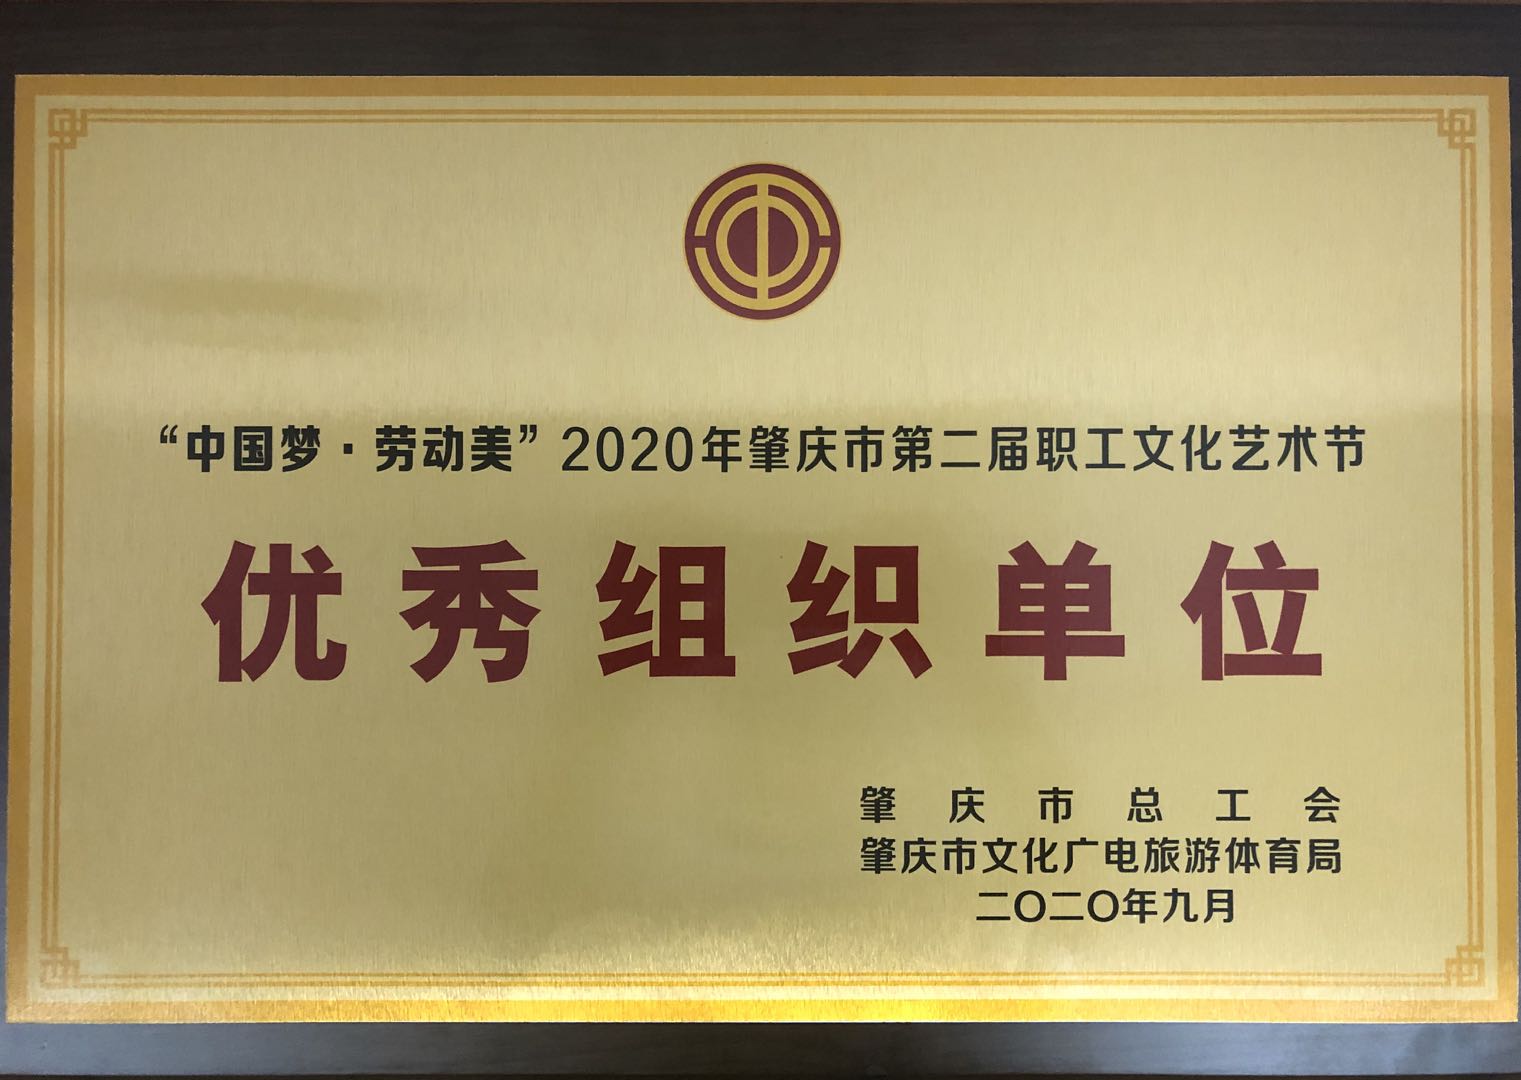 “中国梦·劳动美”2020年肇庆市第二届职工文化艺术节
优秀组织单位
肇庆市总工会
肇庆市文化广电旅游体育局
二〇二〇年九月